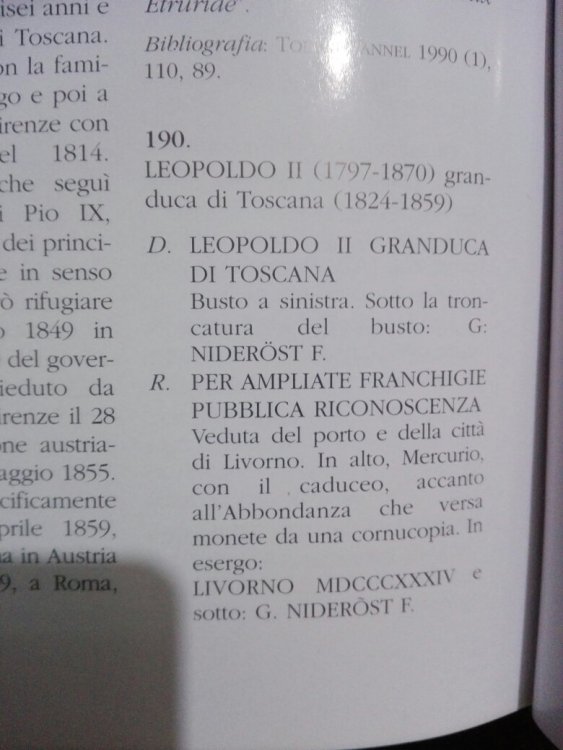 isei anni e
i Toscana.
on la fami-
go e poi a
irenze con
el 1814.
che seguì
i Pio IX,
dei princi-
e in senso
ò rifugiare
o 1849 in
del gover-
ieduto da
irenze il 28
one austria-
aggio 1855.
cificamente
prile 1859,
a in Austria
9, a Roma,
Etruriae".
Bibliografia: 1990 (1),
110, 89.
190.
LEOPOLDO II (1797-1870) gran-
duca di Toscana (1824-1859)
D. LEOPOLDO II GRANDUCA
DI TOSCANA
Busto a sinistra. Sotto la tron-
catura del busto: G:
NIDERÖST F.
R. PER AMPLIATE FRANCHIGIE
PUBBLICA RICONOSCENZA
Veduta del porto e della città
di Livorno. In alto, Mercurio,
con il caduceo, accanto
all'Abbondanza che versa
monete da una cornucopia. In
esergo:
LIVORNO MDCCCXXXIV e
sotto: G. NIDERÖST F.